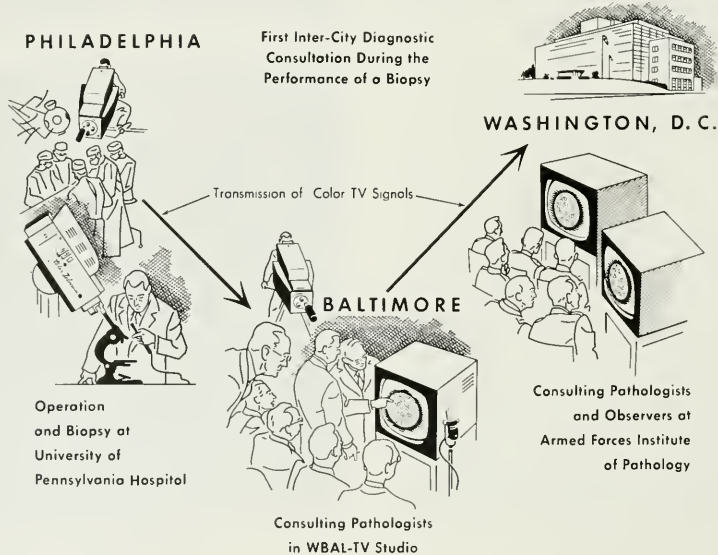 PHILADELPHIA
First Inter-City Diagnostic
Consultation During the
Performance of a Biopsy
WASHINGTON, D. C.
Transmission of Color TV Signals
BALTIMORE
Operation
and Biopsy at
University of
Pennsylvania Hospital
Consulting Pathologists
and Observers at
Armed Forces Institute
of Pathology
Consulting Pathologists
in WBAL-TV Studio